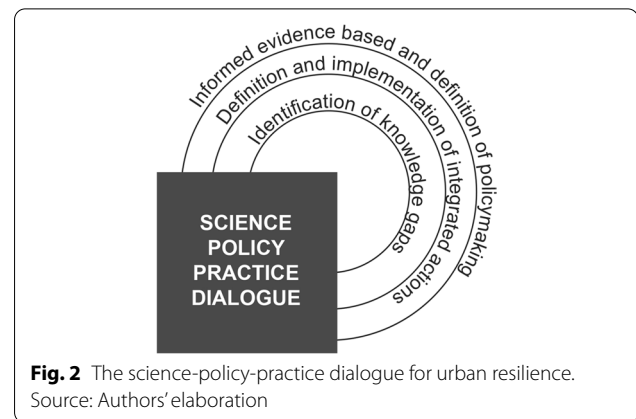 Informed evidence based and definition of policymaking
Definition and implementation of integrated actions
Identification of knowledge gaps
SCIENCE
POLICY
PRACTICE
DIALOGUE
Fig. 2 The science-policy-practice dialogue for urban resilience.
Source: Authors' elaboration